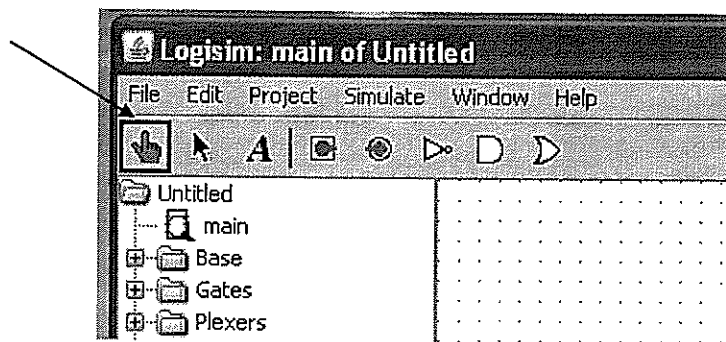 Logisim: main of Untitled
File Edit Project Simulate Window Help
A
Untitled
main
Base
Gates
Plexers